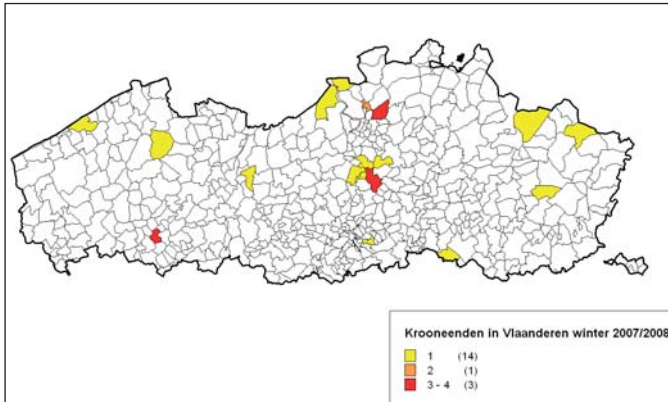 Krooneenden in Vlaanderen winter 2007/2008
1 (14)
2 (1)
3 - 4 (3)